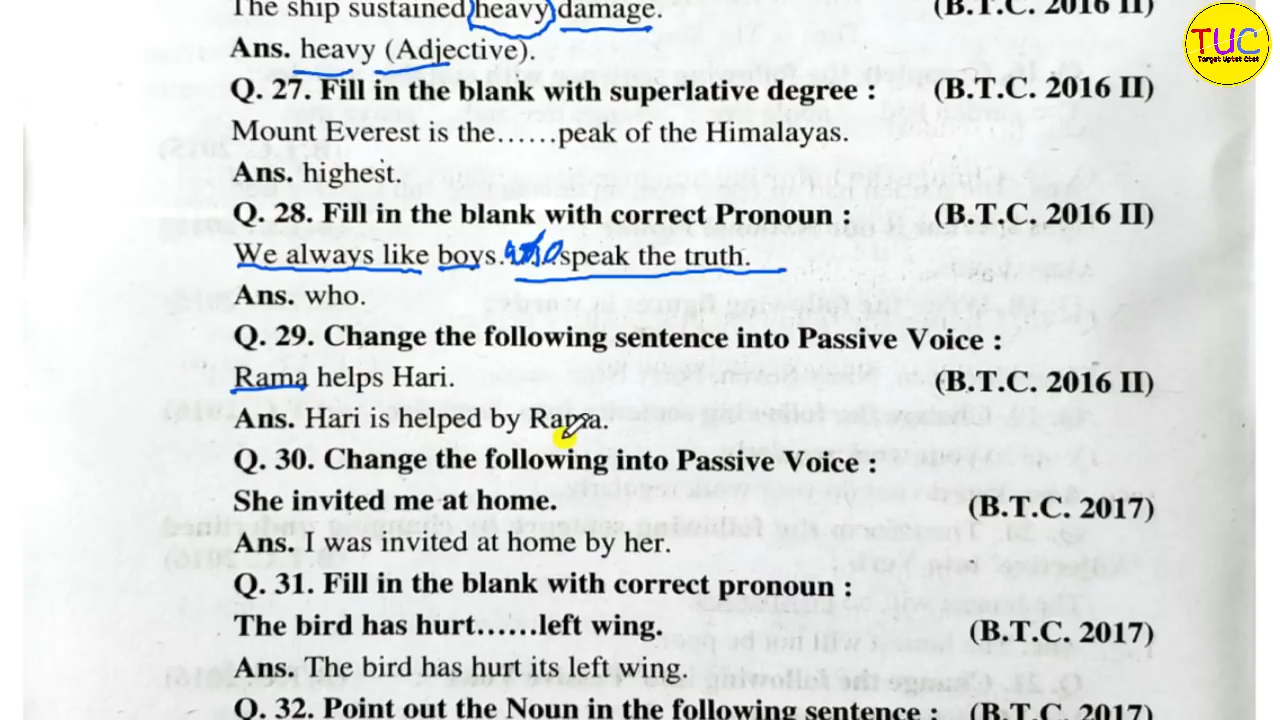 The ship sustained heavy damage. (B.T.C. 2016 II)
TUC
Target Uptet Ctet
Ans. heavy (Adjective).
Q. 27. Fill in the blank with superlative degree : (B.T.C. 2016 II)
Mount Everest is the......peak of the Himalayas.
Ans. highest.
Q. 28. Fill in the blank with correct Pronoun : (B.T.C. 2016 II)
We always like boys. who speak the truth.
Ans. who.
Q. 29. Change the following sentence into Passive Voice :
Rama helps Hari. (B.T.C. 2016 II)
Ans. Hari is helped by Rama.
Q. 30. Change the following into Passive Voice :
She invited me at home. (B.T.C. 2017)
Ans. I was invited at home by her.
Q. 31. Fill in the blank with correct pronoun :
The bird has hurt......left wing. (B.T.C. 2017)
Ans. The bird has hurt its left wing.
Q. 32. Point out the Noun in the following sentence : (B.T.C. 2017)